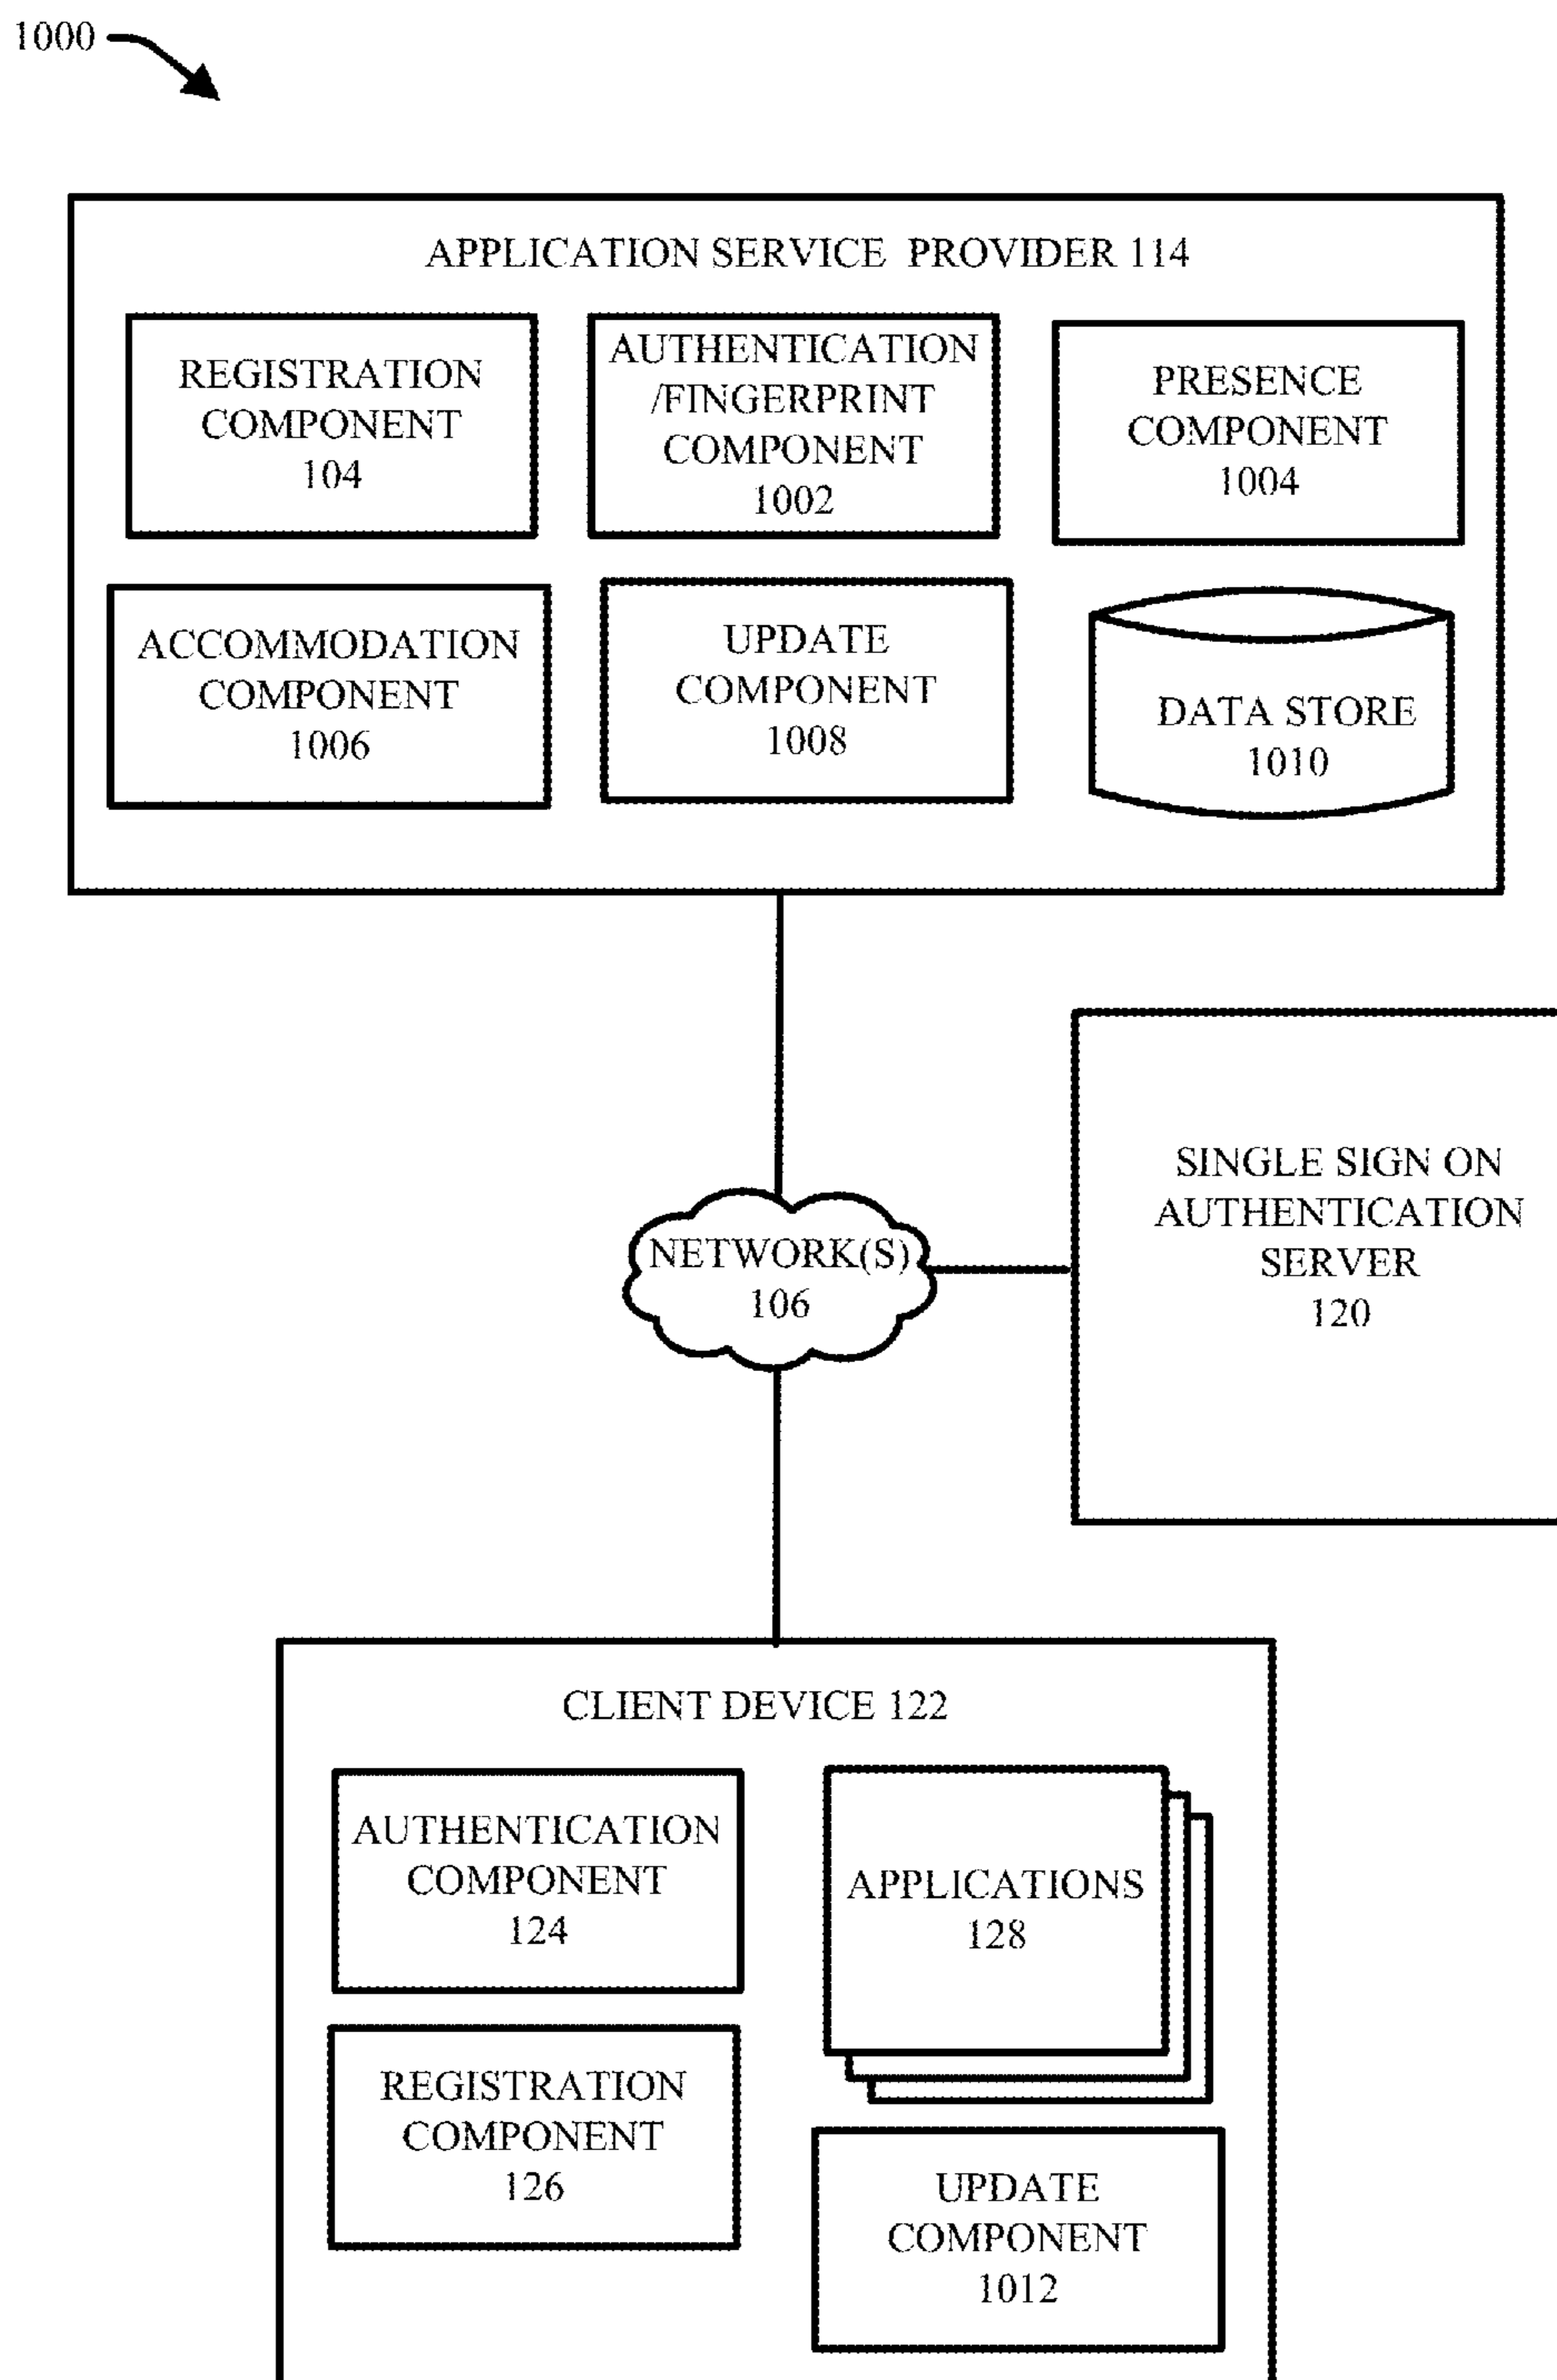 1000
APPLICATION SERVICE PROVIDER 114
REGISTRATION
COMPONENT
104
AUTHENTICATION
/FINGERPRINT
COMPONENT
1002
PRESENCE
COMPONENT
1004
ACCOMMODATION
COMPONENT
1006
UPDATE
COMPONENT
1008
DATA STORE
1010
NETWORK(S)
106
SINGLE SIGN ON
AUTHENTICATION
SERVER
120
CLIENT DEVICE 122
AUTHENTICATION
COMPONENT
124
APPLICATIONS
128
REGISTRATION
COMPONENT
126
UPDATE
COMPONENT
1012